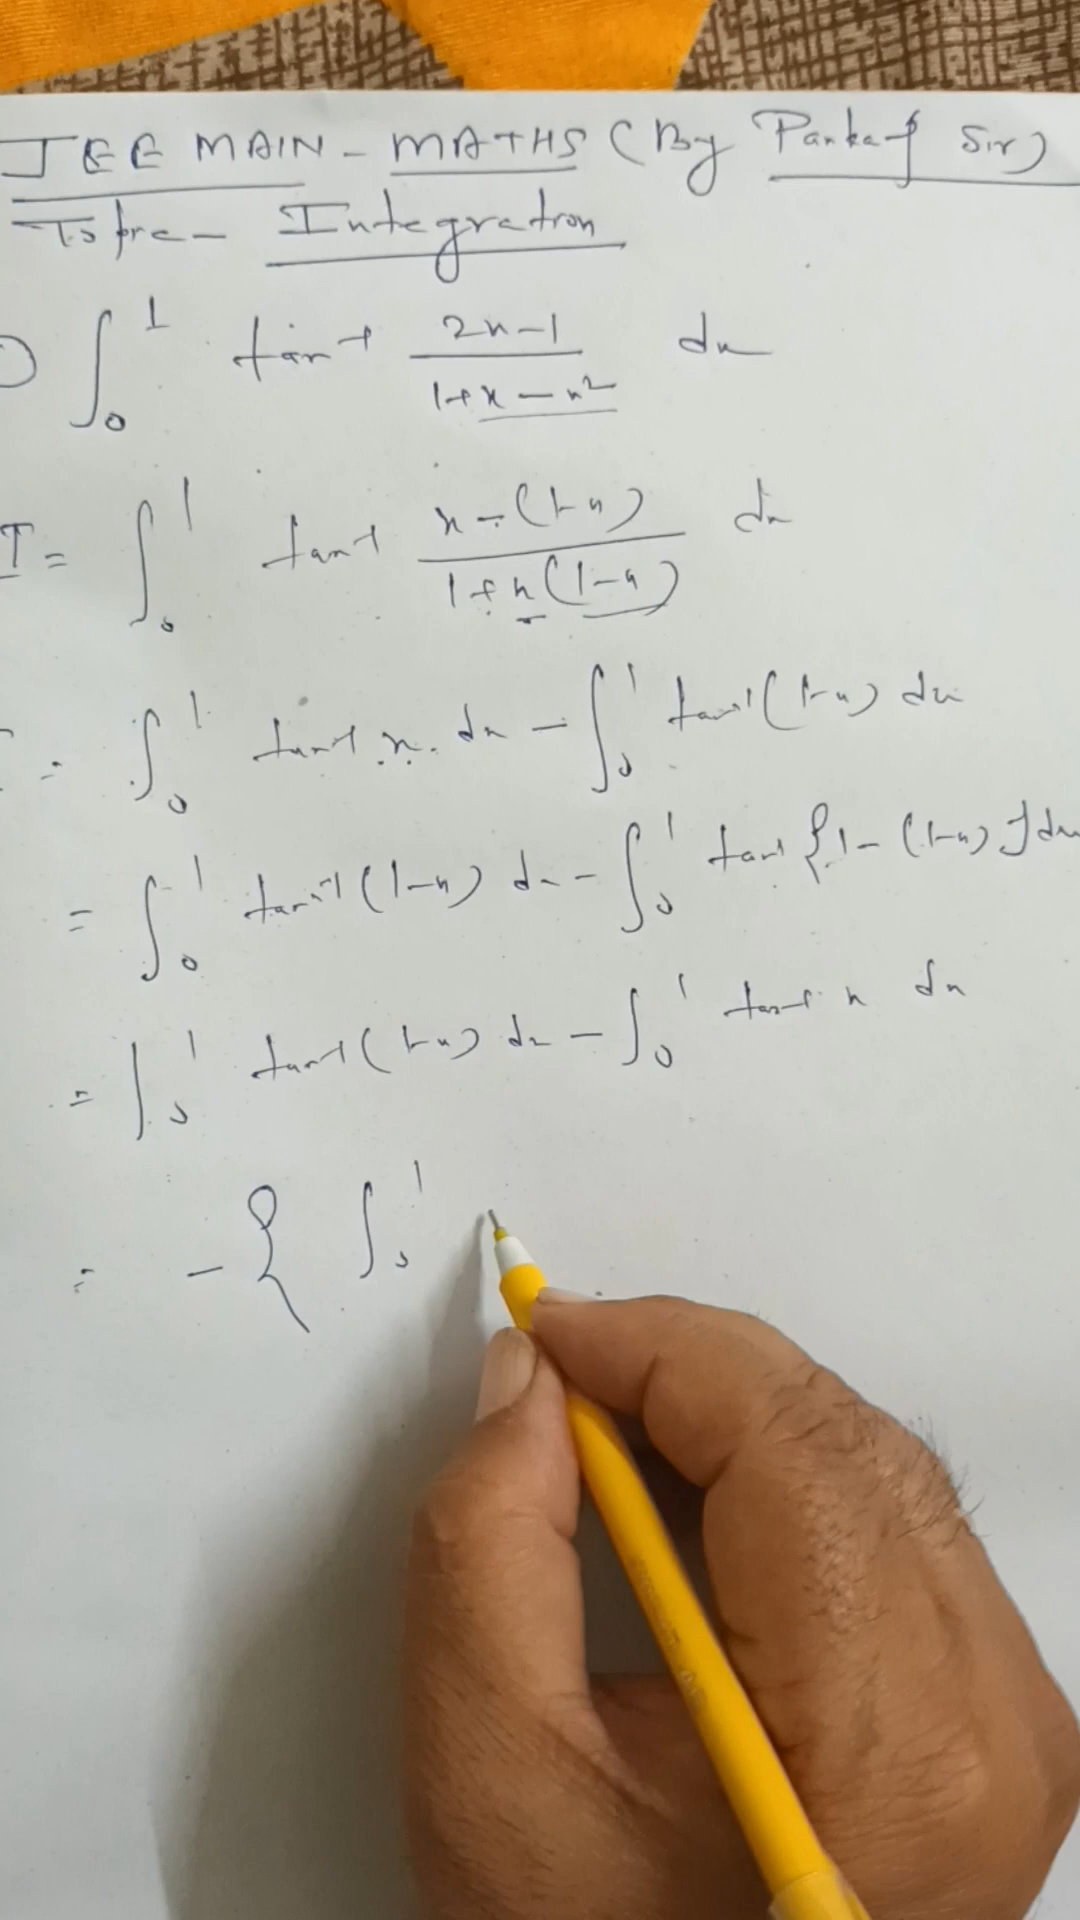 JEE MAIN - MATHS (By Pankaj Sir)
Topic - Integration
) ∫₀¹ tan⁻¹ (2x-1)/(1+x-x²) dx
I = ∫₀¹ tan⁻¹ (x-(1-x))/(1+x(1-x)) dx
= ∫₀¹ tan⁻¹ x. dx - ∫₀¹ tan⁻¹(1-x) dx
= ∫₀¹ tan⁻¹(1-x) dx - ∫₀¹ tan⁻¹{1-(1-x)}dx
= ∫₀¹ tan⁻¹(1-x) dx - ∫₀¹ tan⁻¹ x dx
= -{ ∫₀¹